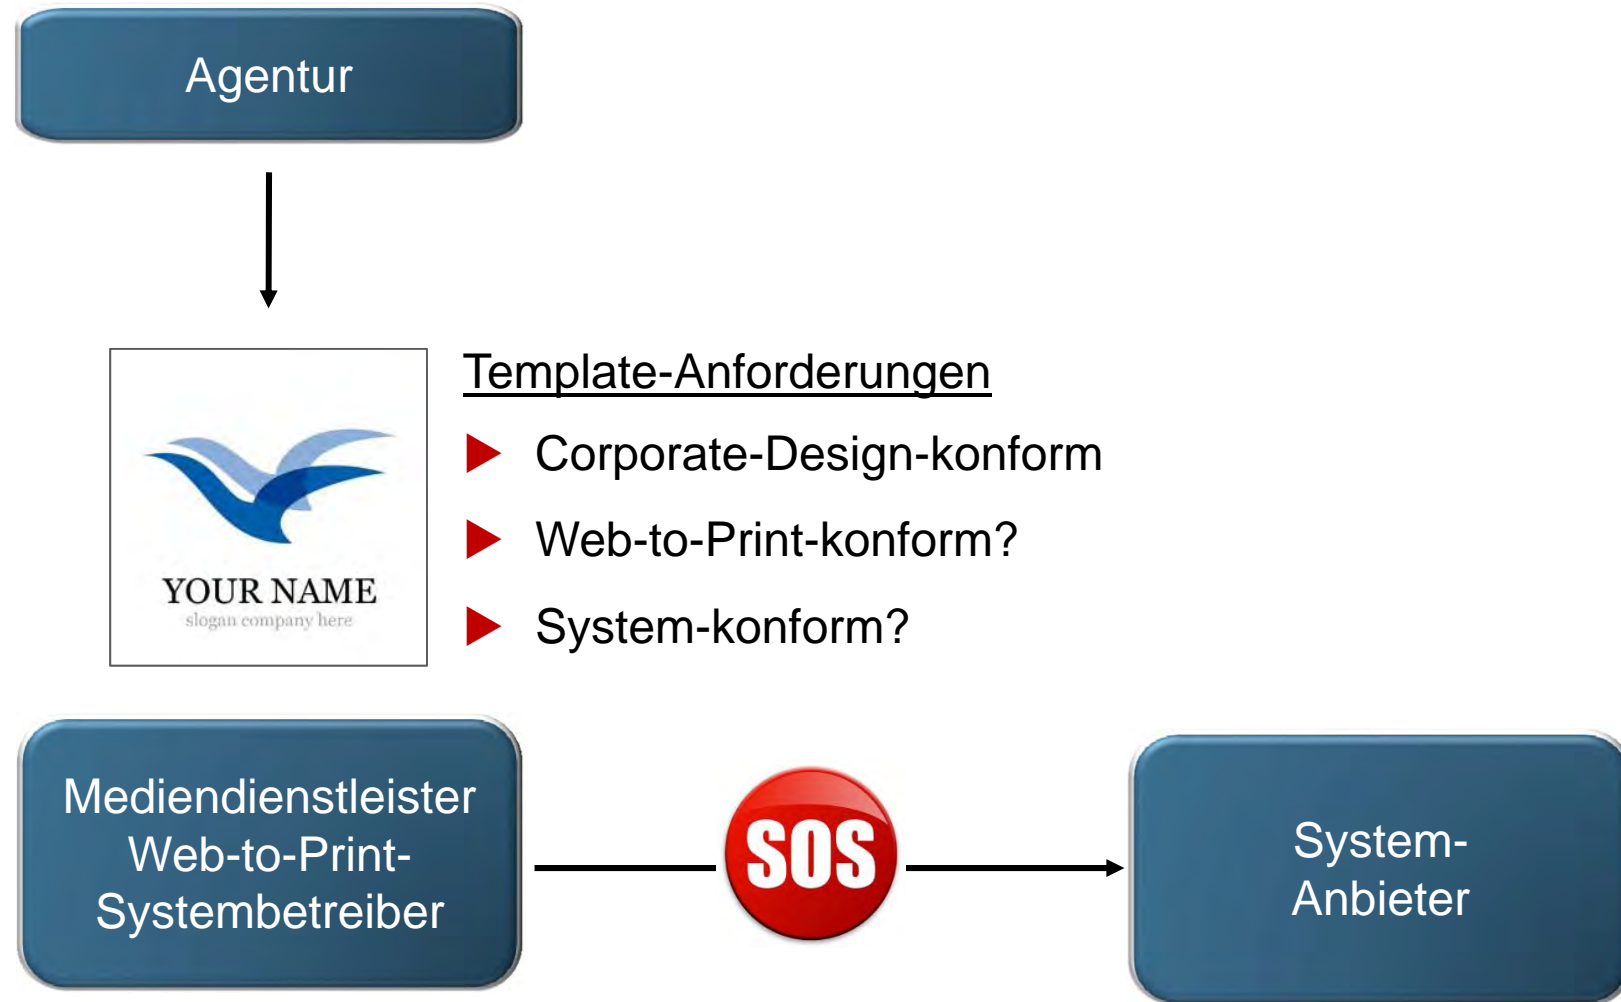 Agentur
Template-Anforderungen
Corporate-Design-konform
Web-to-Print-konform?
System-konform?
YOUR NAME
slogan company here
Mediendienstleister
Web-to-Print-
Systembetreiber
SOS
System-
Anbieter